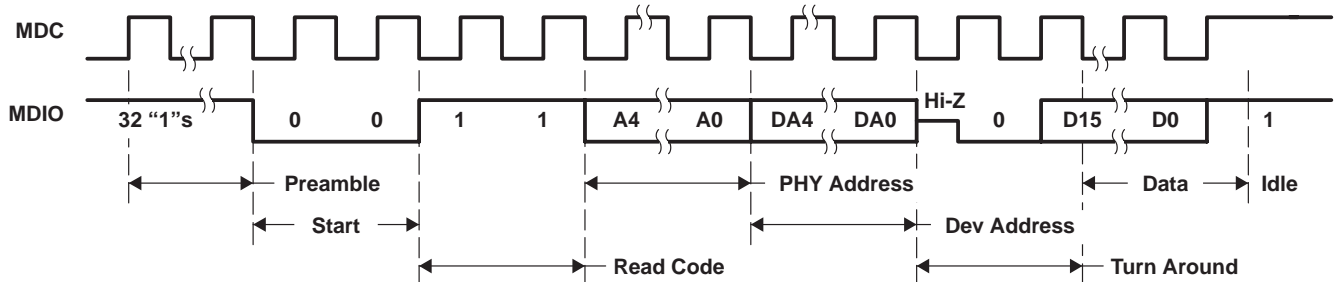 MDC
MDIO
32 “1”s 0 0 1 1 A4 A0 DA4 DA0 Hi-Z 0 D15 D0 1
Preamble PHY Address Data Idle
Start Dev Address
Read Code Turn Around